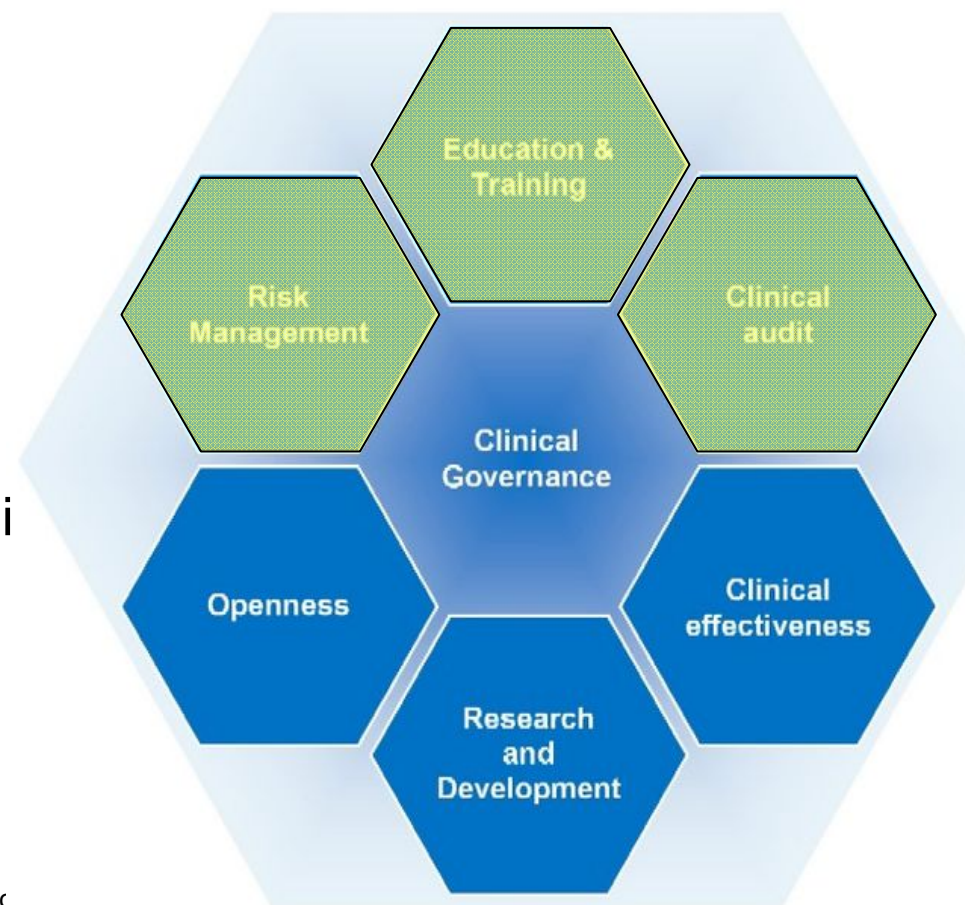 Education &
Training
Risk
Management
Clinical
audit
Clinical
Governance
i
Openness
Clinical
effectiveness
Research
and
Development